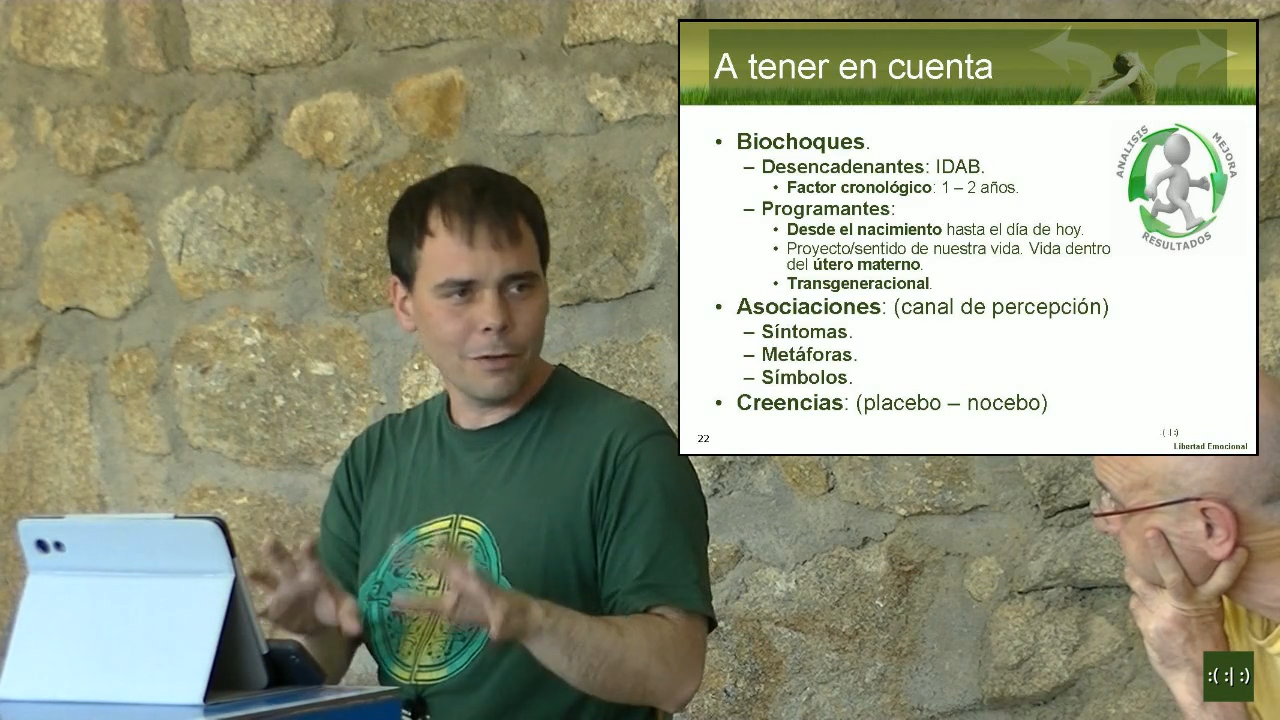 A tener en cuenta
• Biochoques.
– Desencadenantes: IDAB.
• Factor cronológico: 1 – 2 años.
– Programantes:
• Desde el nacimiento hasta el día de hoy.
• Proyecto/sentido de nuestra vida. Vida dentro
del útero materno.
• Transgeneracional.
• Asociaciones: (canal de percepción)
– Síntomas.
– Metáforas.
– Símbolos.
• Creencias: (placebo – nocebo)
ANALISIS
MEJORA
RESULTADOS
22
(:|:)
Libertad Emocional
:( :| :)